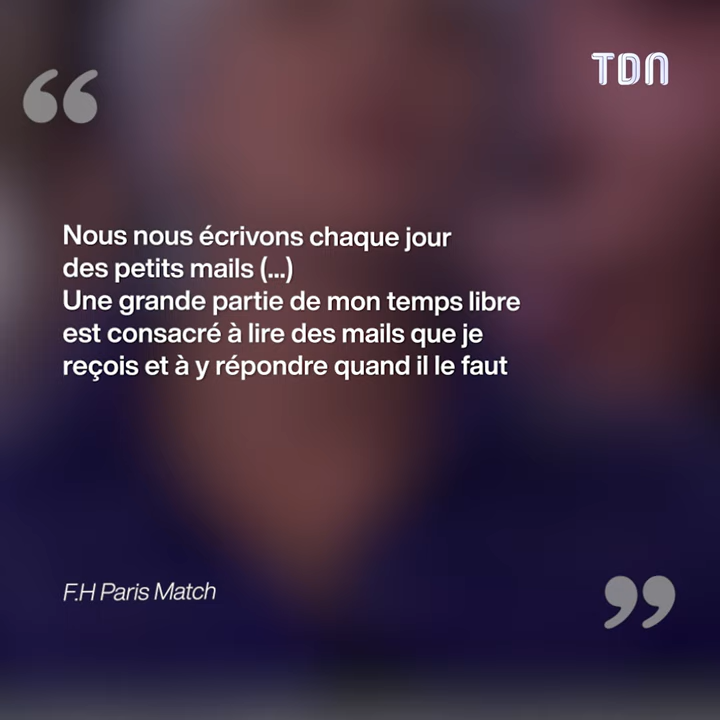 TDN
Nous nous écrivons chaque jour
des petits mails (...)
Une grande partie de mon temps libre
est consacré à lire des mails que je
reçois et à y répondre quand il le faut
F.H Paris Match